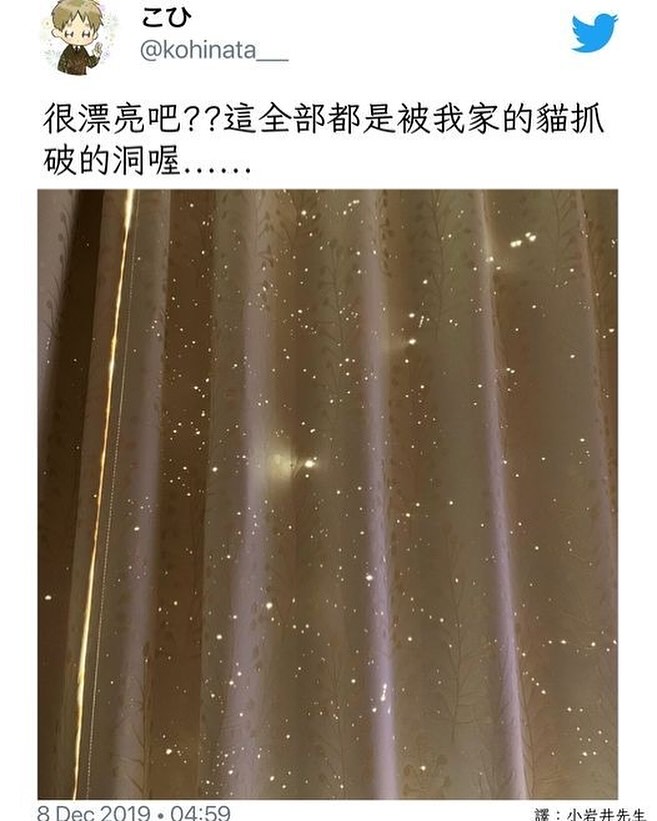 こひ
@kohinata___
很漂亮吧??這全部都是被我家的貓抓
破的洞喔......
8 Dec 2019 • 04:59
譯：小岩井先生